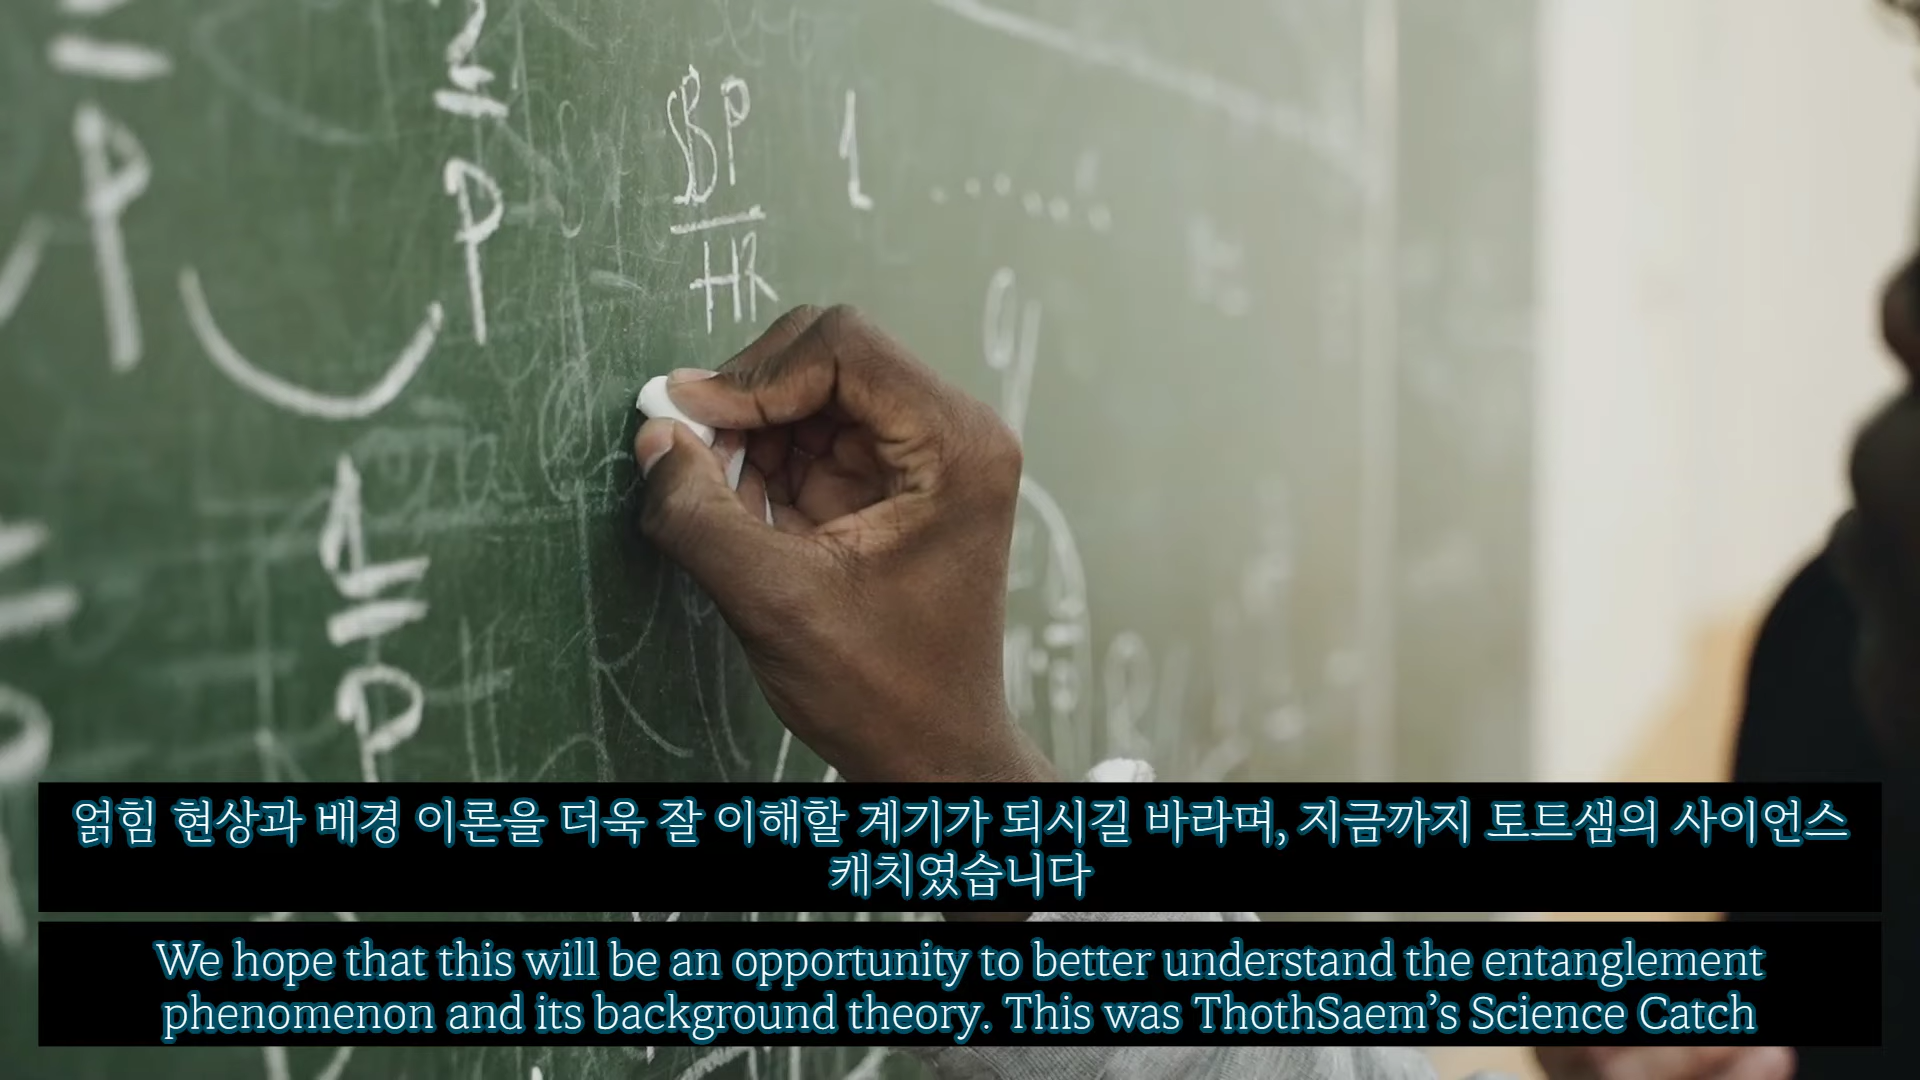 2
P
P
BP 1 ......
HR
1
P
얽힘 현상과 배경 이론을 더욱 잘 이해할 계기가 되시길 바라며, 지금까지 토트샘의 사이언스
캐치였습니다
We hope that this will be an opportunity to better understand the entanglement
phenomenon and its background theory. This was ThothSaem’s Science Catch